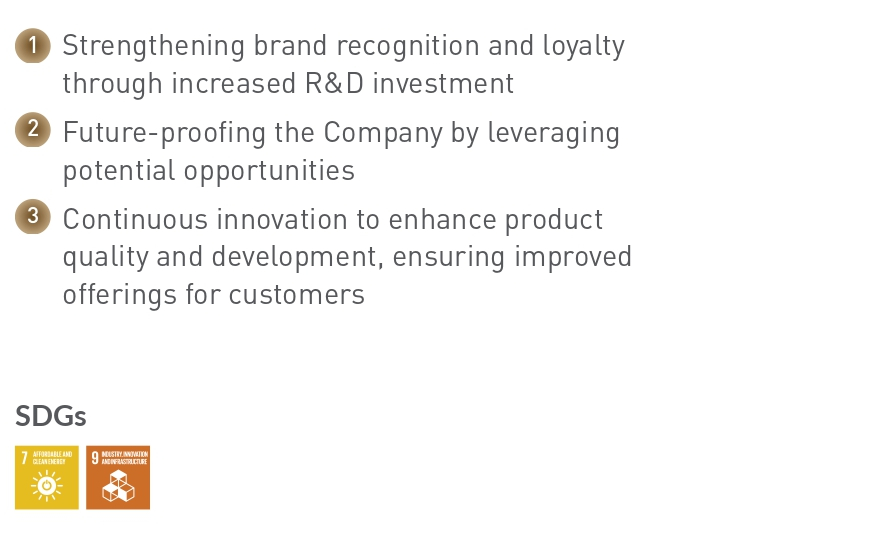 1 Strengthening brand recognition and loyalty
through increased R&D investment
2 Future-proofing the Company by leveraging
potential opportunities
3 Continuous innovation to enhance product
quality and development, ensuring improved
offerings for customers
SDGs
7 AFFORDABLE AND
CLEAN ENERGY
9 INDUSTRY, INNOVATION
AND INFRASTRUCTURE